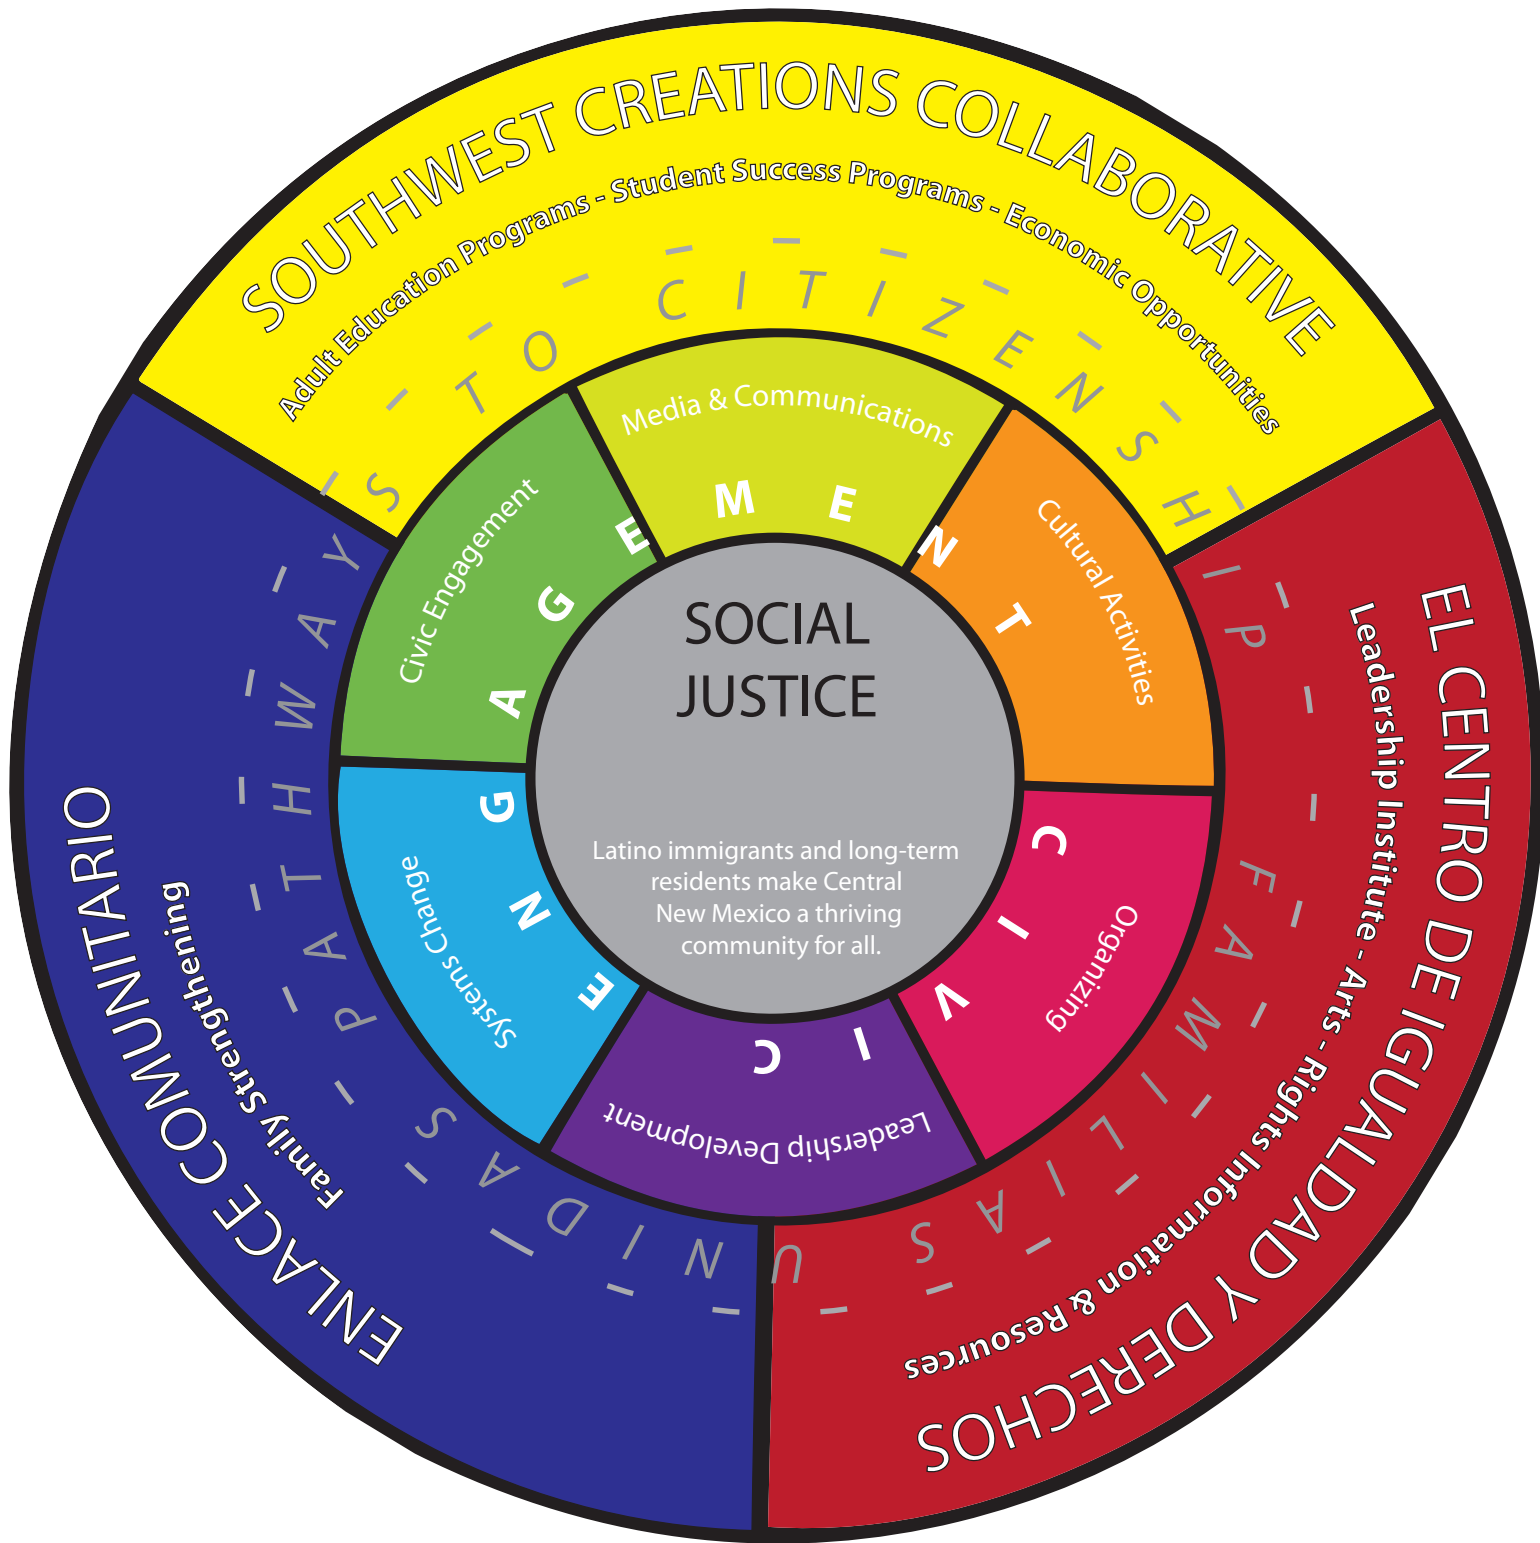 SOUTHWEST CREATIONS COLLABORATIVE
Adult Education Programs - Student Success Programs - Economic Opportunities
EL CENTRO DE IGUALDAD Y DERECHOS
Leadership Institute - Arts - Rights Information & Resources
ENLACE COMUNITARIO
Family Strengthening
PATHWAYS TO CITIZENSHIP
FAMILIAS UNIDAS
Media & Communications
Cultural Activities
Organizing
Leadership Development
Systems Change
Civic Engagement
CIVIC ENGAGEMENT
SOCIAL
JUSTICE
Latino immigrants and long-term
residents make Central
New Mexico a thriving
community for all.